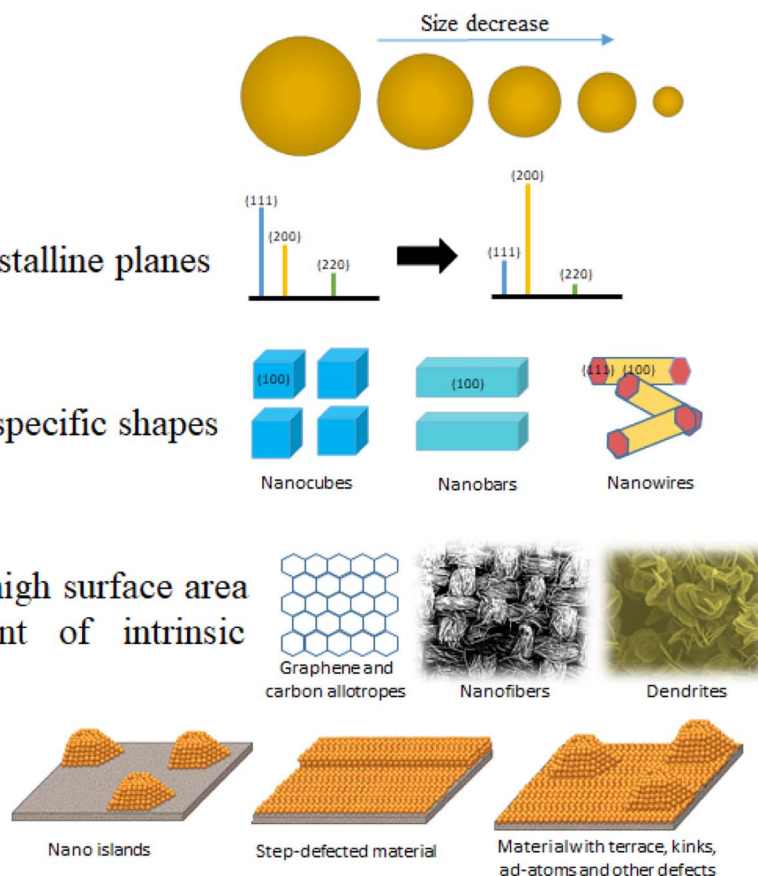 Size decrease
(111)
(200)
(220)
(200)
(111)
(220)
stalline planes
(100)
(100)
(111) (100)
specific shapes
Nanocubes
Nanobars
Nanowires
high surface area
nt of intrinsic
Graphene and
carbon allotropes
Nanofibers
Dendrites
Nano islands
Step-defected material
Material with terrace, kinks,
ad-atoms and other defects